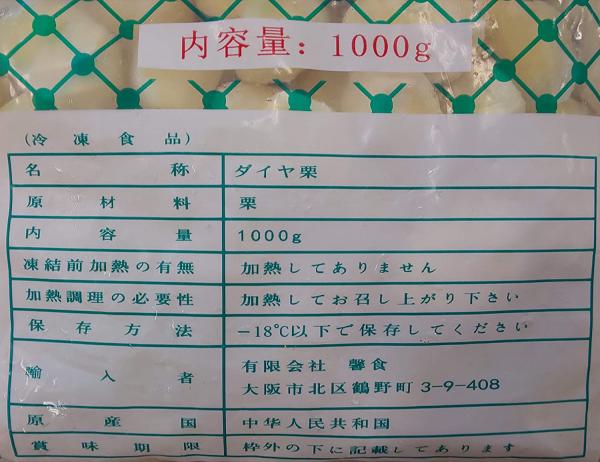 内容量：1000g
(冷凍食品)
名称 ダイヤ栗
原材料 栗
内容量 1000g
凍結前加熱の有無 加熱してありません
加熱調理の必要性 加熱してお召し上がり下さい
保存方法 −18℃以下で保存してください
輸入者 有限会社 馨食
大阪市北区鶴野町 3-9-408
原産国 中华人民共和国
賞味期限 枠外の下に記載してあります